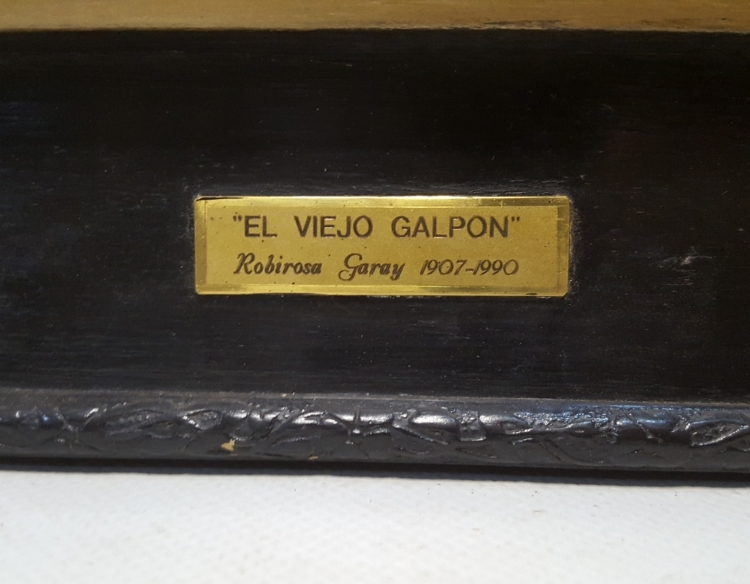 "EL VIEJO GALPON"
Robirosa Garay 1907-1990